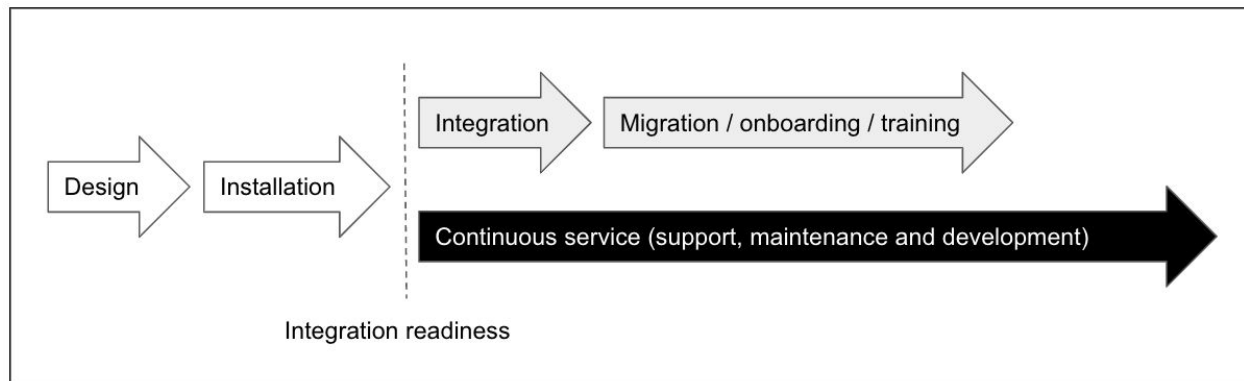 Integration
Migration / onboarding / training
Design
Installation
Continuous service (support, maintenance and development)
Integration readiness